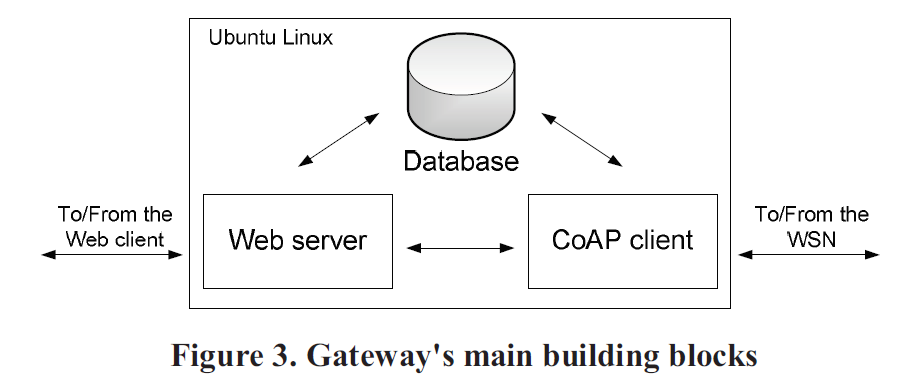 Ubuntu Linux
Database
To/From the
Web client
Web server
CoAP client
To/From the
WSN
Figure 3. Gateway's main building blocks